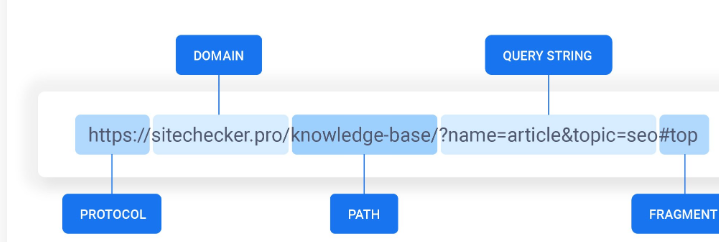 DOMAIN
QUERY STRING
https://sitechecker.pro/knowledge-base/?name=article&topic=seo#top
PROTOCOL
PATH
FRAGMENT